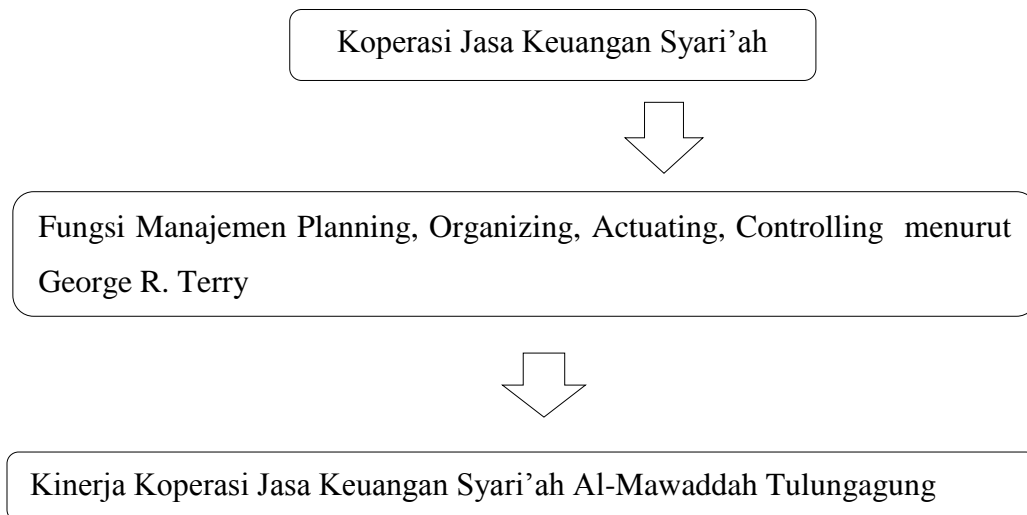 Koperasi Jasa Keuangan Syari’ah
Fungsi Manajemen Planning, Organizing, Actuating, Controlling menurut
George R. Terry
Kinerja Koperasi Jasa Keuangan Syari’ah Al-Mawaddah Tulungagung